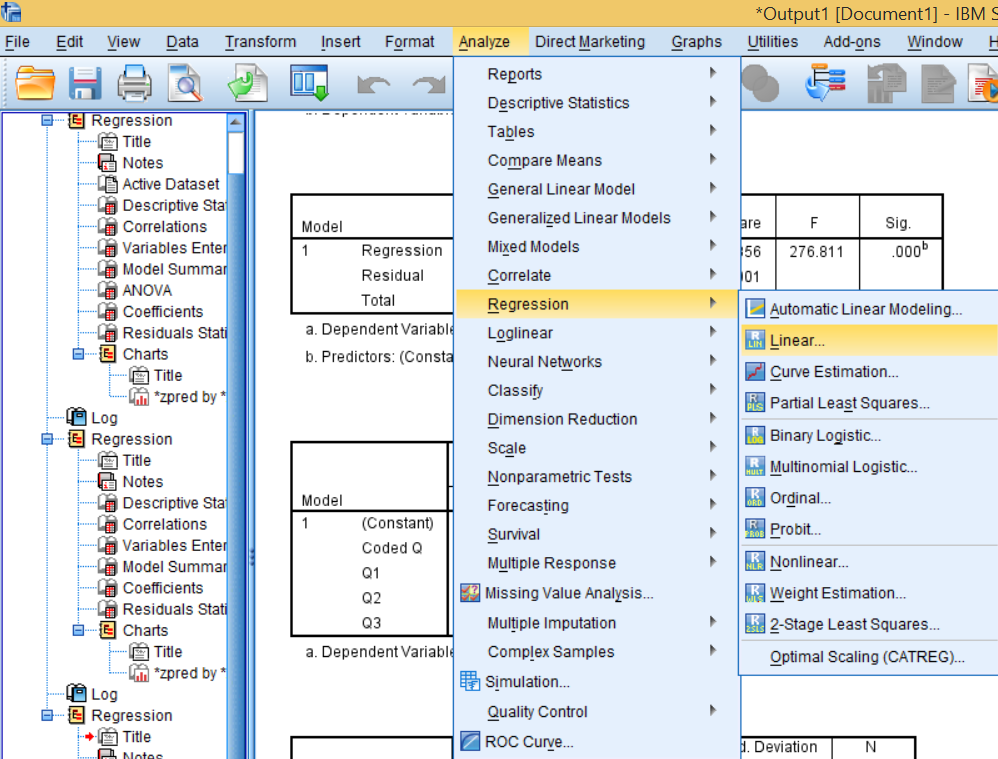 *Output1 [Document1] - IBM S
File Edit View Data Transform Insert Format Analyze Direct Marketing Graphs Utilities Add-ons Window H
Regression
Title
Notes
Active Dataset
Descriptive Sta
Correlations
Variables Enter
Model Summar
ANOVA
Coefficients
Residuals Stati
Charts
Title
*zpred by *
Log
Regression
Title
Notes
Descriptive Sta
Correlations
Variables Enter
Model Summar
Coefficients
Residuals Stati
Charts
Title
*zpred by *
Log
Regression
Title
Notes
b. Dependent Variable
Model are F Sig.
1 Regression 356 276.811 .000b
Residual 001
Total
a. Dependent Variable
b. Predictors: (Consta
Model
1 (Constant)
Coded Q
Q1
Q2
Q3
a. Dependent Variable
d. Deviation N
Reports
Descriptive Statistics
Tables
Compare Means
General Linear Model
Generalized Linear Models
Mixed Models
Correlate
Regression
Loglinear
Neural Networks
Classify
Dimension Reduction
Scale
Nonparametric Tests
Forecasting
Survival
Multiple Response
Missing Value Analysis...
Multiple Imputation
Complex Samples
Simulation...
Quality Control
ROC Curve...
Automatic Linear Modeling...
Linear...
Curve Estimation...
Partial Least Squares...
Binary Logistic...
Multinomial Logistic...
Ordinal...
Probit...
Nonlinear...
Weight Estimation...
2-Stage Least Squares...
Optimal Scaling (CATREG)...